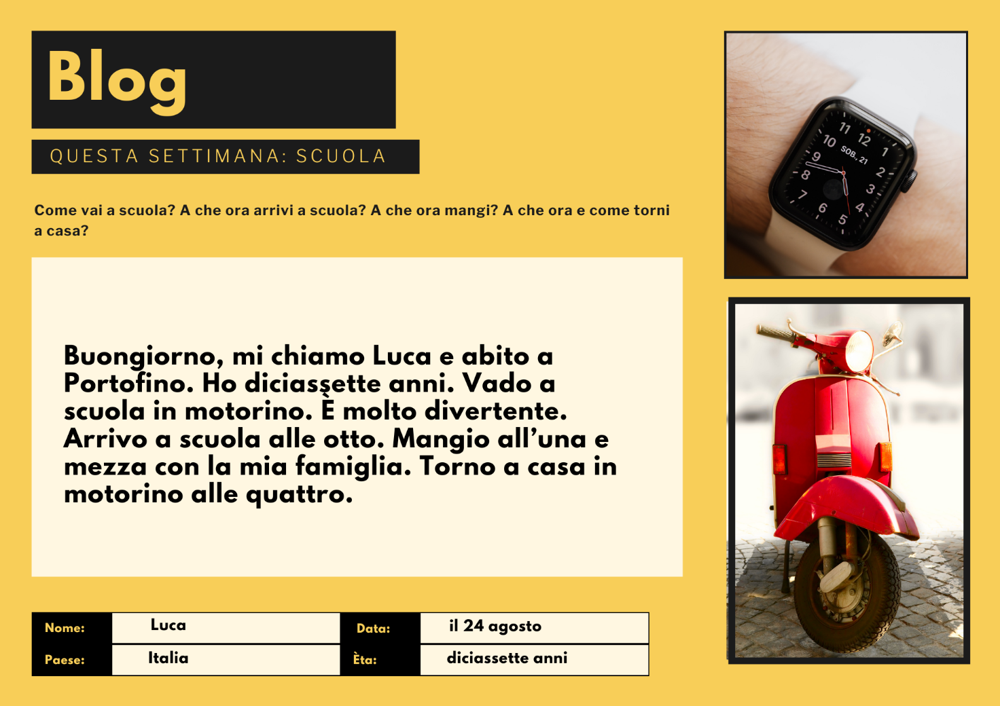 Blog
QUESTA SETTIMANA: SCUOLA
Come vai a scuola? A che ora arrivi a scuola? A che ora mangi? A che ora e come torni
a casa?
Buongiorno, mi chiamo Luca e abito a
Portofino. Ho diciassette anni. Vado a
scuola in motorino. È molto divertente.
Arrivo a scuola alle otto. Mangio all’una e
mezza con la mia famiglia. Torno a casa in
motorino alle quattro.
Nome: Luca Data: il 24 agosto
Paese: Italia Èta: diciassette anni
11 12 1
10 SOB., 21 2
9 3
8 4
7 6 5